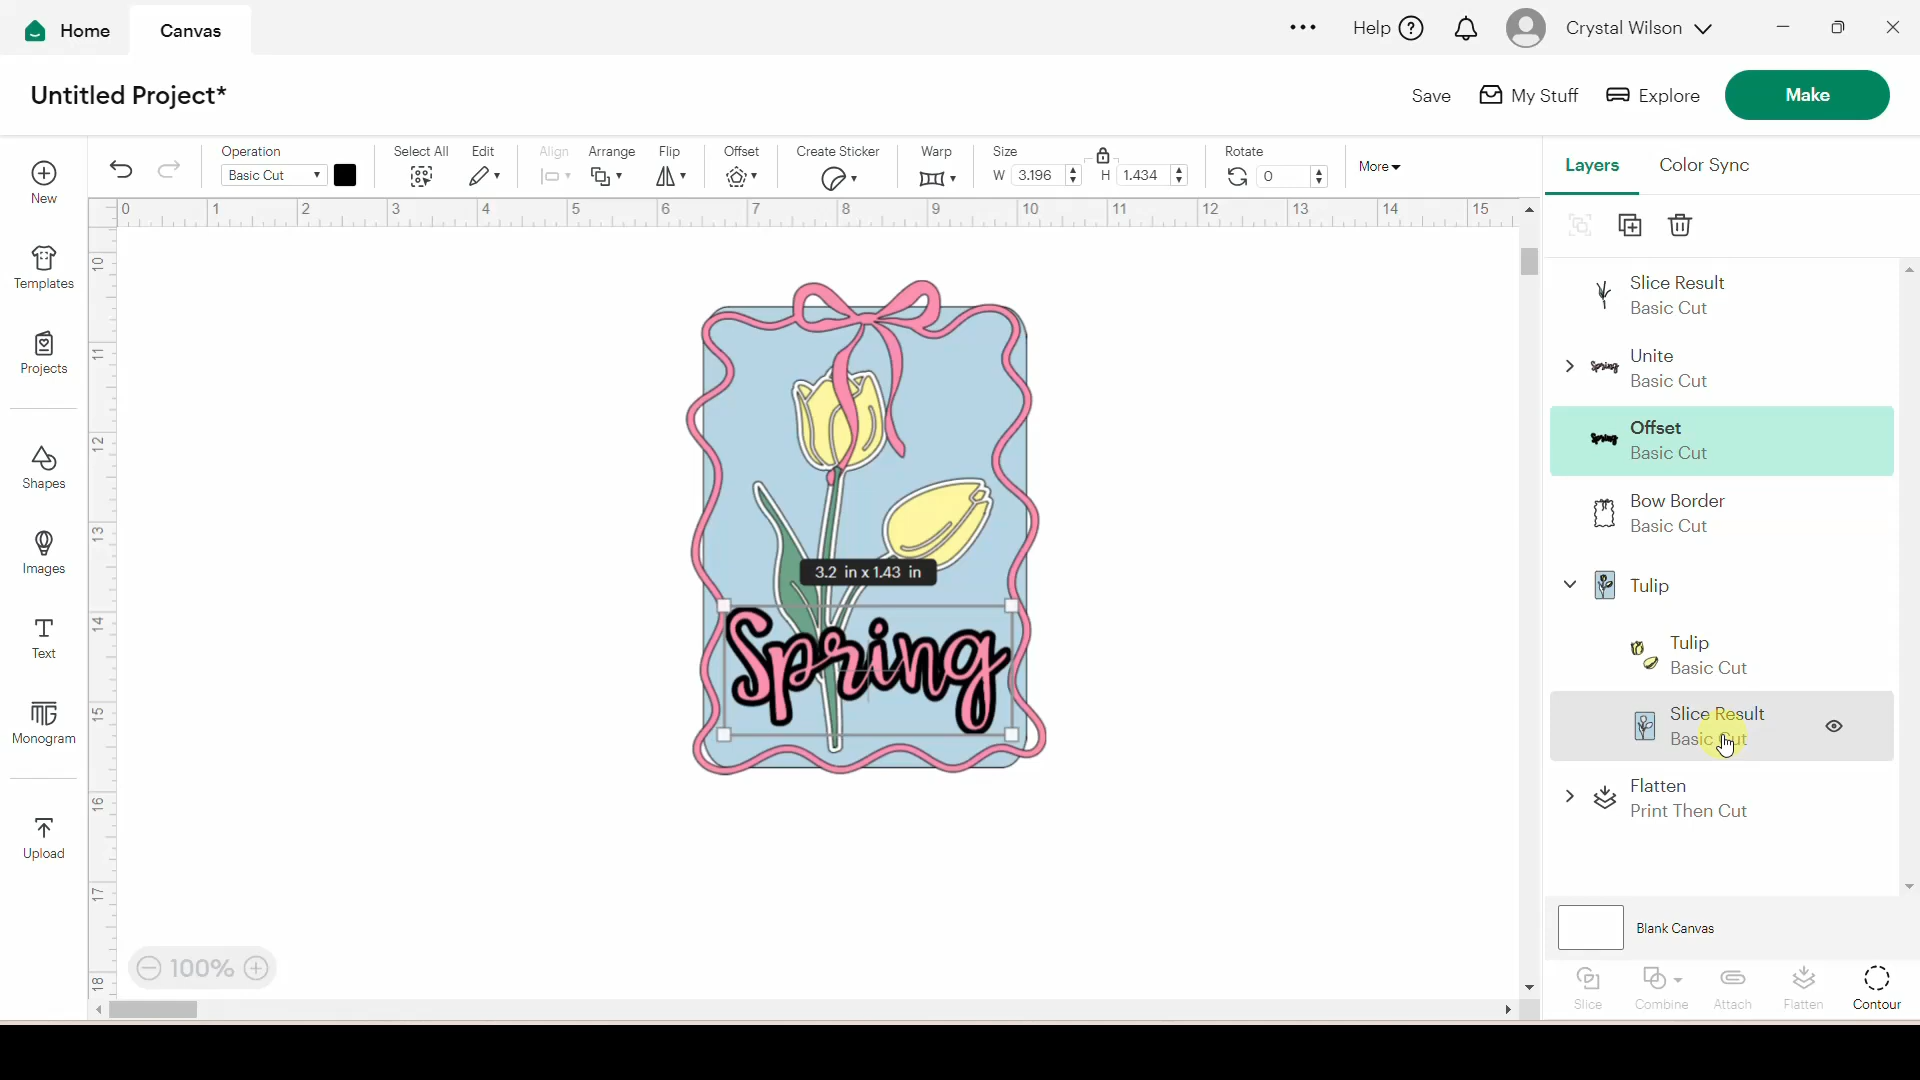 Home
Canvas
Help
Crystal Wilson
Untitled Project*
Save
My Stuff
Explore
Make
New
Templates
Projects
Shapes
Images
Text
Monogram
Upload
Operation
Basic Cut
Select All
Edit
Align
Arrange
Flip
Offset
Create Sticker
Warp
Size
W 3.196
H 1.434
Rotate
0
More
0 1 2 3 4 5 6 7 8 9 10 11 12 13 14 15
10
11
12
13
14
15
16
17
18
3.2 in x 1.43 in
Spring
100%
Layers
Color Sync
Slice Result
Basic Cut
Spring
Unite
Basic Cut
Spring
Offset
Basic Cut
Bow Border
Basic Cut
Tulip
Tulip
Basic Cut
Slice Result
Basic Cut
Flatten
Print Then Cut
Blank Canvas
Slice
Combine
Attach
Flatten
Contour